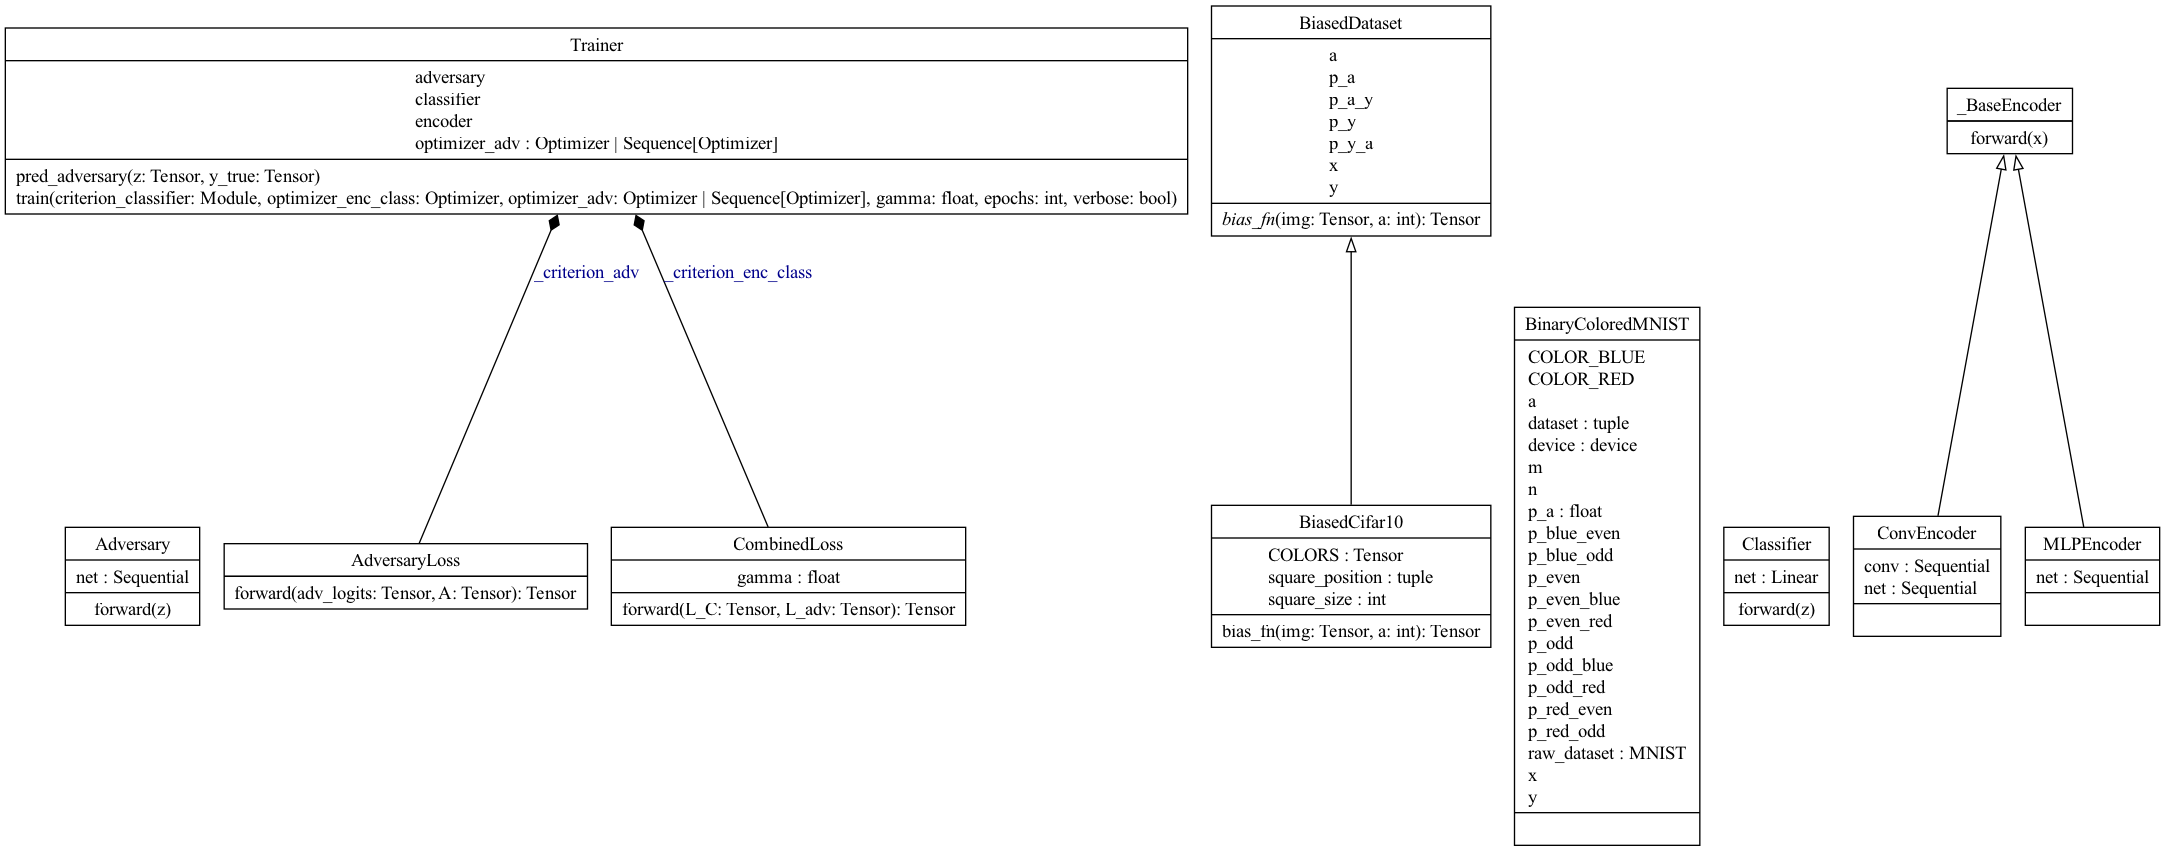 Trainer
adversary
classifier
encoder
optimizer_adv : Optimizer | Sequence[Optimizer]
pred_adversary(z: Tensor, y_true: Tensor)
train(criterion_classifier: Module, optimizer_enc_class: Optimizer, optimizer_adv: Optimizer | Sequence[Optimizer], gamma: float, epochs: int, verbose: bool)
BiasedDataset
a
p_a
p_a_y
p_y
p_y_a
x
y
bias_fn(img: Tensor, a: int): Tensor
_BaseEncoder
forward(x)
_criterion_adv
_criterion_enc_class
Adversary
net : Sequential
forward(z)
AdversaryLoss
forward(adv_logits: Tensor, A: Tensor): Tensor
CombinedLoss
gamma : float
forward(L_C: Tensor, L_adv: Tensor): Tensor
BiasedCifar10
COLORS : Tensor
square_position : tuple
square_size : int
bias_fn(img: Tensor, a: int): Tensor
BinaryColoredMNIST
COLOR_BLUE
COLOR_RED
a
dataset : tuple
device : device
m
n
p_a : float
p_blue_even
p_blue_odd
p_even
p_even_blue
p_even_red
p_odd
p_odd_blue
p_odd_red
p_red_even
p_red_odd
raw_dataset : MNIST
x
y
Classifier
net : Linear
forward(z)
ConvEncoder
conv : Sequential
net : Sequential
MLPEncoder
net : Sequential